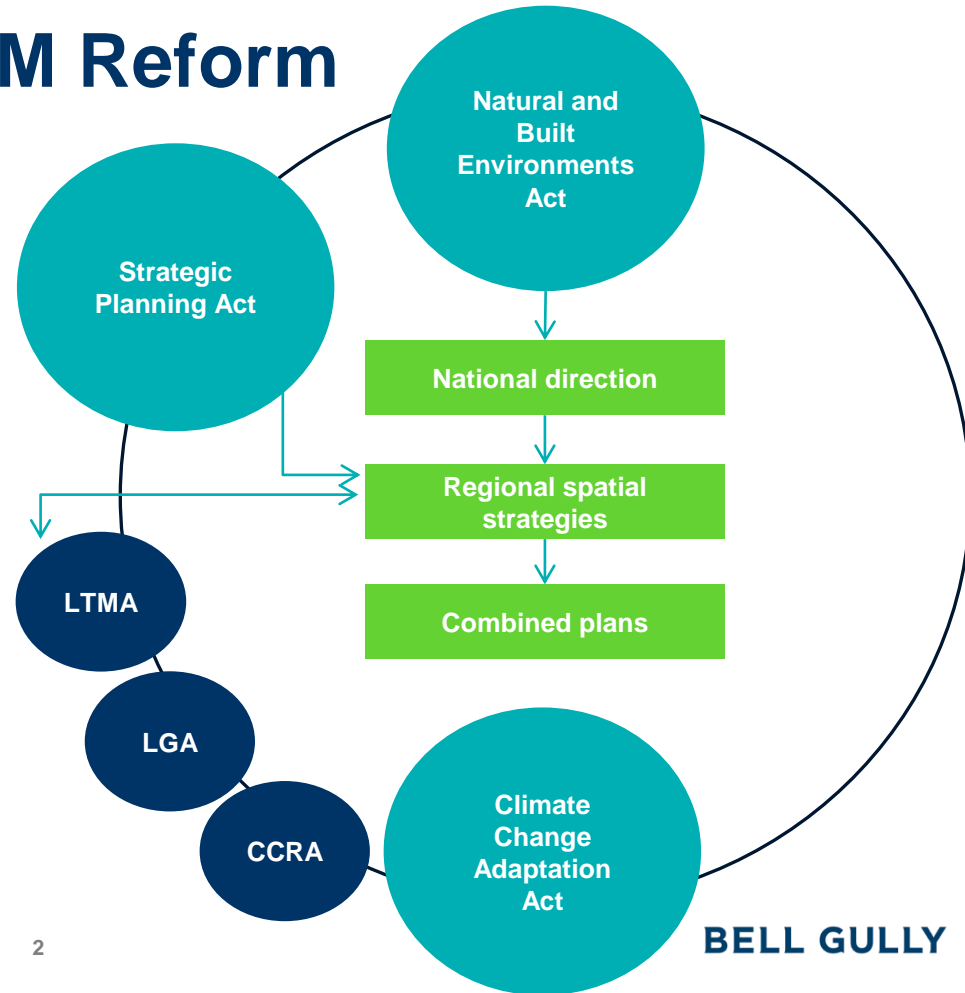 M Reform
Natural and
Built
Environments
Act
Strategic
Planning Act
National direction
Regional spatial
strategies
LTMA
Combined plans
LGA
Climate
Change
Adaptation
Act
CCRA
2
BELL GULLY